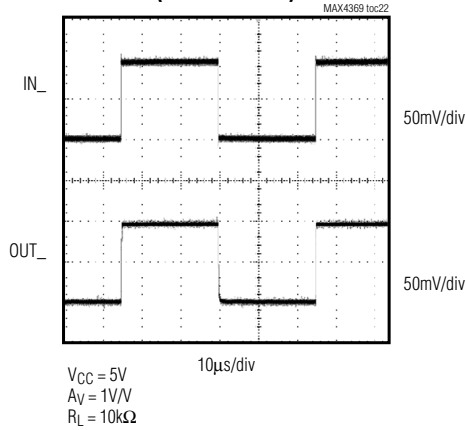 MAX4369 toc22
IN_
50mV/div
OUT_
50mV/div
10μs/div
VCC = 5V
AV = 1V/V
RL = 10kΩ